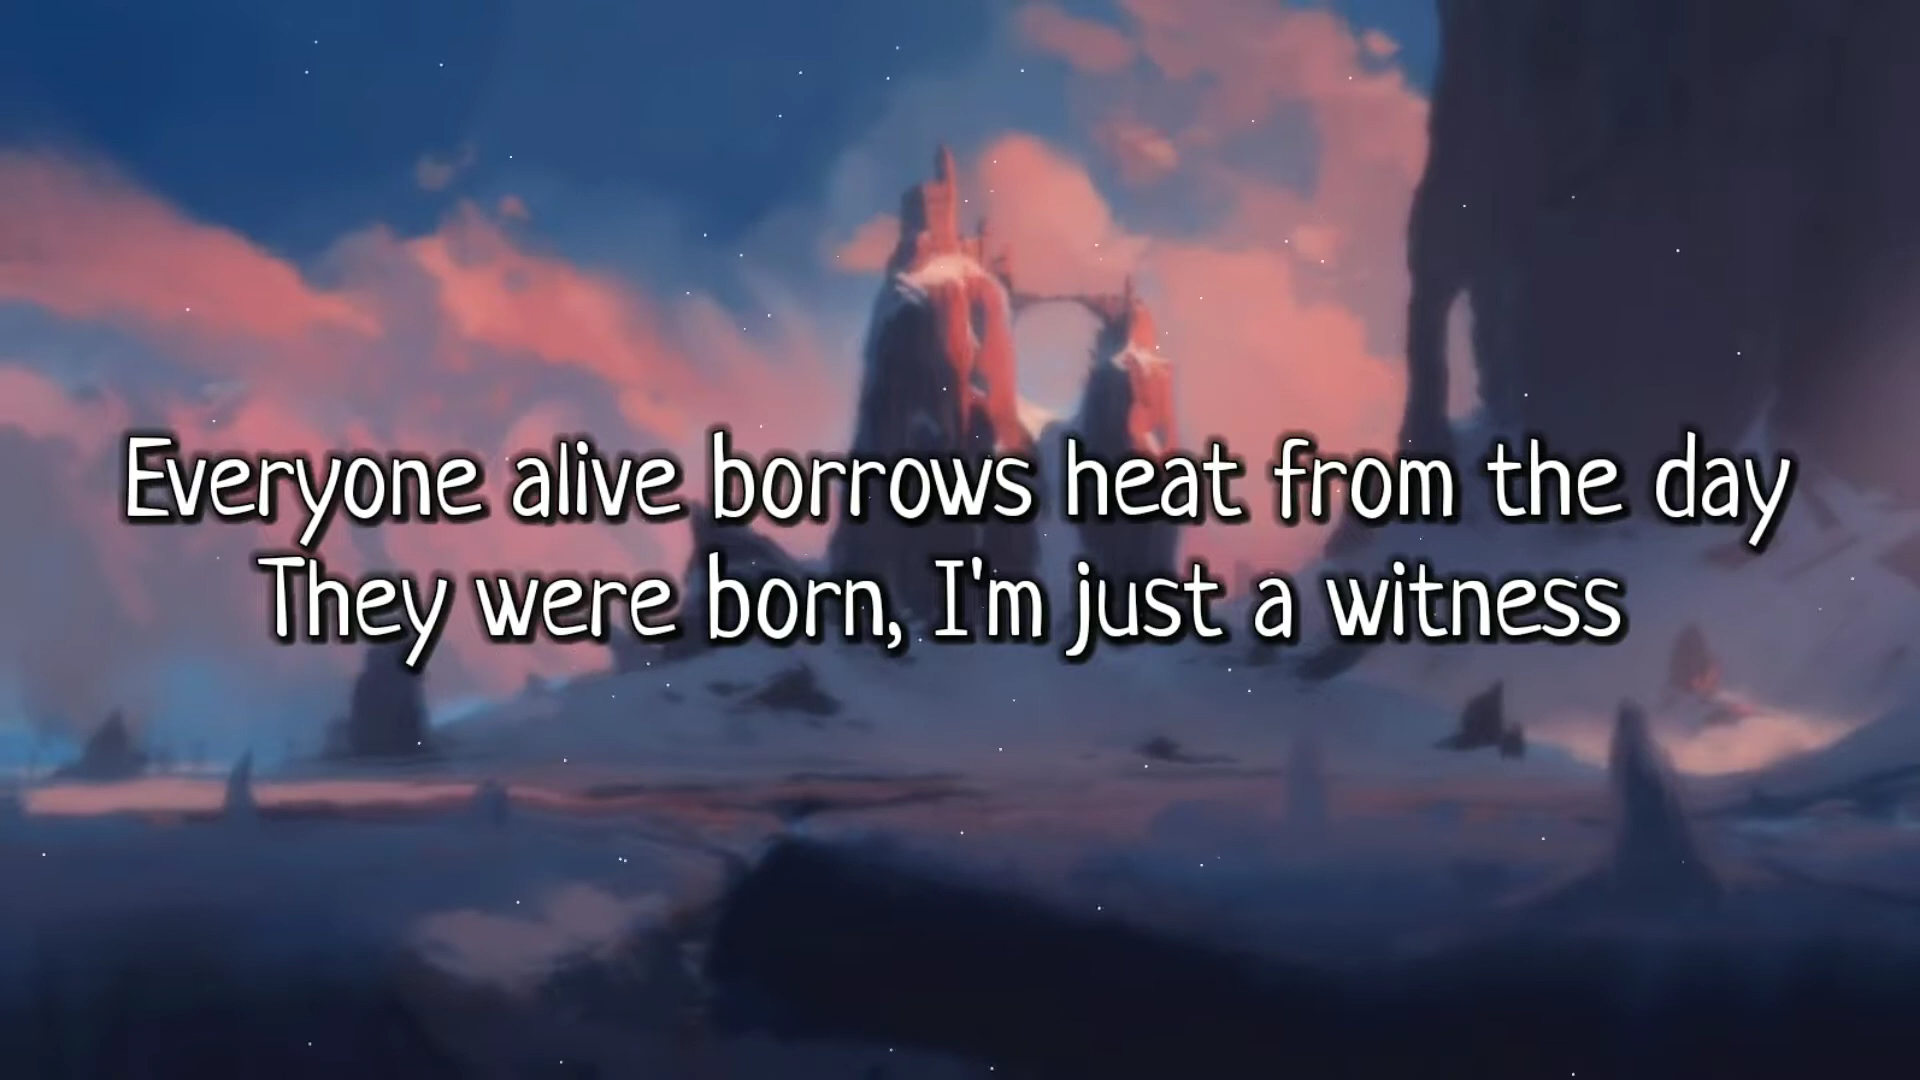 Everyone alive borrows heat from the day
They were born, I'm just a witness